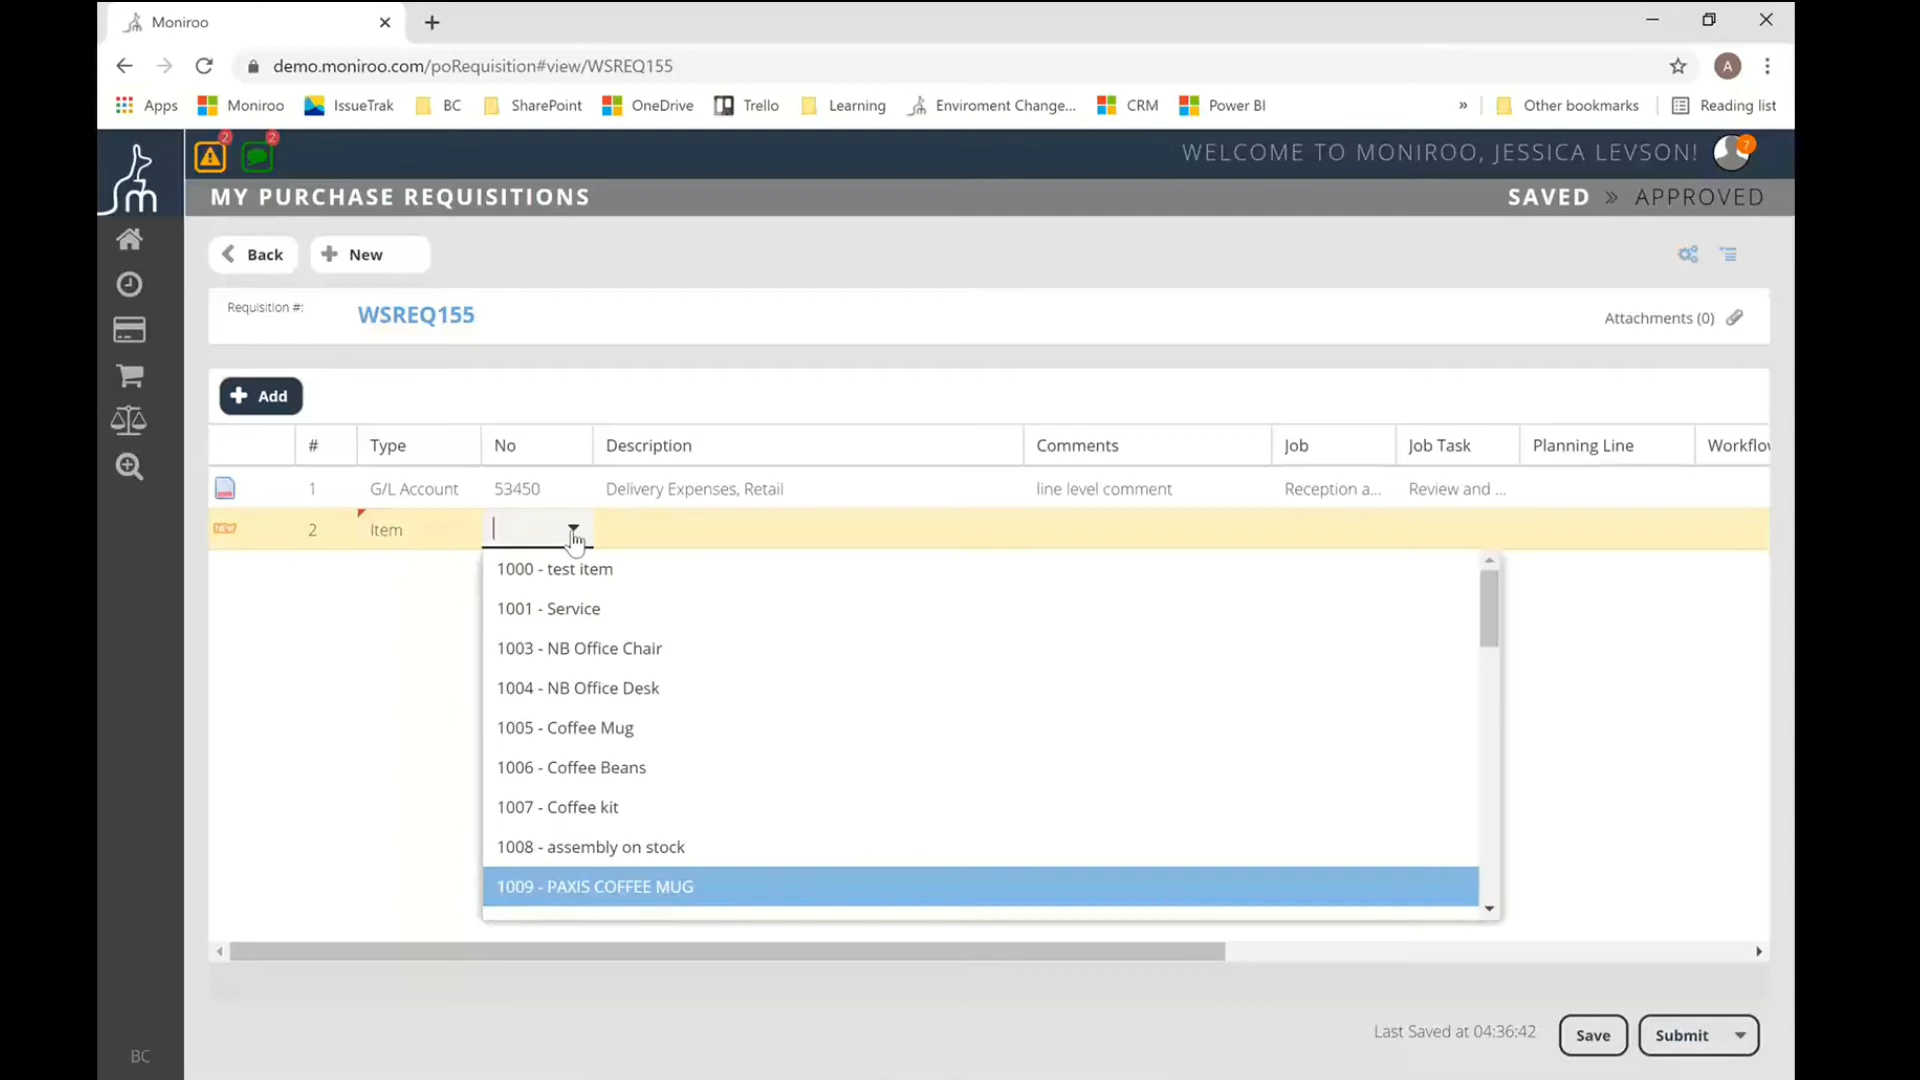 Moniroo
demo.moniroo.com/poRequisition#view/WSREQ155
A
Apps Moniroo IssueTrak BC SharePoint OneDrive Trello Learning Enviroment Change... CRM Power BI » Other bookmarks Reading list
2 2 WELCOME TO MONIROO, JESSICA LEVSON! 7
m
MY PURCHASE REQUISITIONS SAVED » APPROVED
Back New
Requisition #: WSREQ155 Attachments (0)
Add
# Type No Description Comments Job Job Task Planning Line Workflow
1 G/L Account 53450 Delivery Expenses, Retail line level comment Reception a... Review and ...
NEW 2 Item
1000 - test item
1001 - Service
1003 - NB Office Chair
1004 - NB Office Desk
1005 - Coffee Mug
1006 - Coffee Beans
1007 - Coffee kit
1008 - assembly on stock
1009 - PAXIS COFFEE MUG
Last Saved at 04:36:42 Save Submit
BC